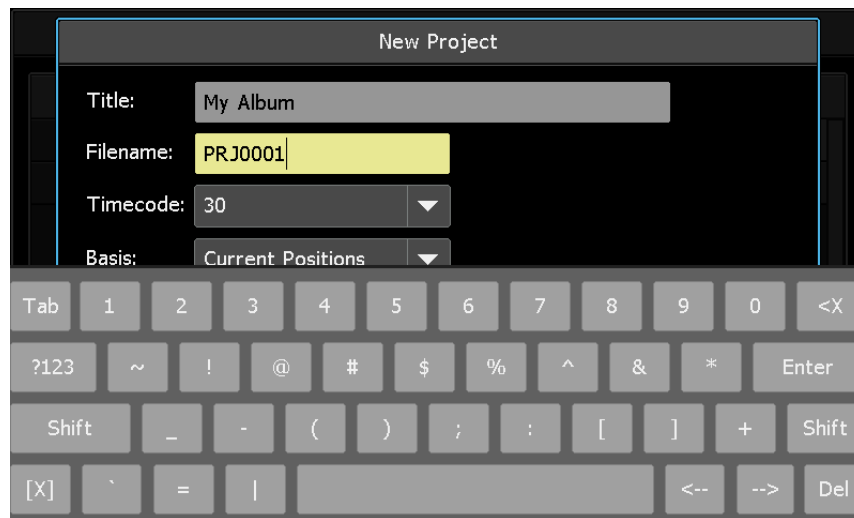 New Project
Title: My Album
Filename: PRJ0001
Timecode: 30
Basis: Current Positions
Tab 1 2 3 4 5 6 7 8 9 0 <X
?123 ~ ! @ # $ % ^ & * Enter
Shift _ - ( ) ; : [ ] + Shift
[X] ` = | <-- --> Del